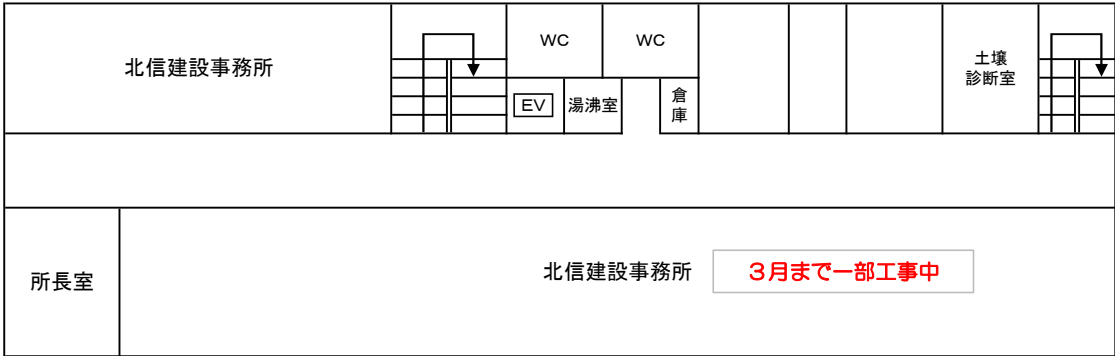 北信建設事務所
WC
WC
土壌
診断室
EV
湯沸室
倉
庫
所長室
北信建設事務所
3月まで一部工事中